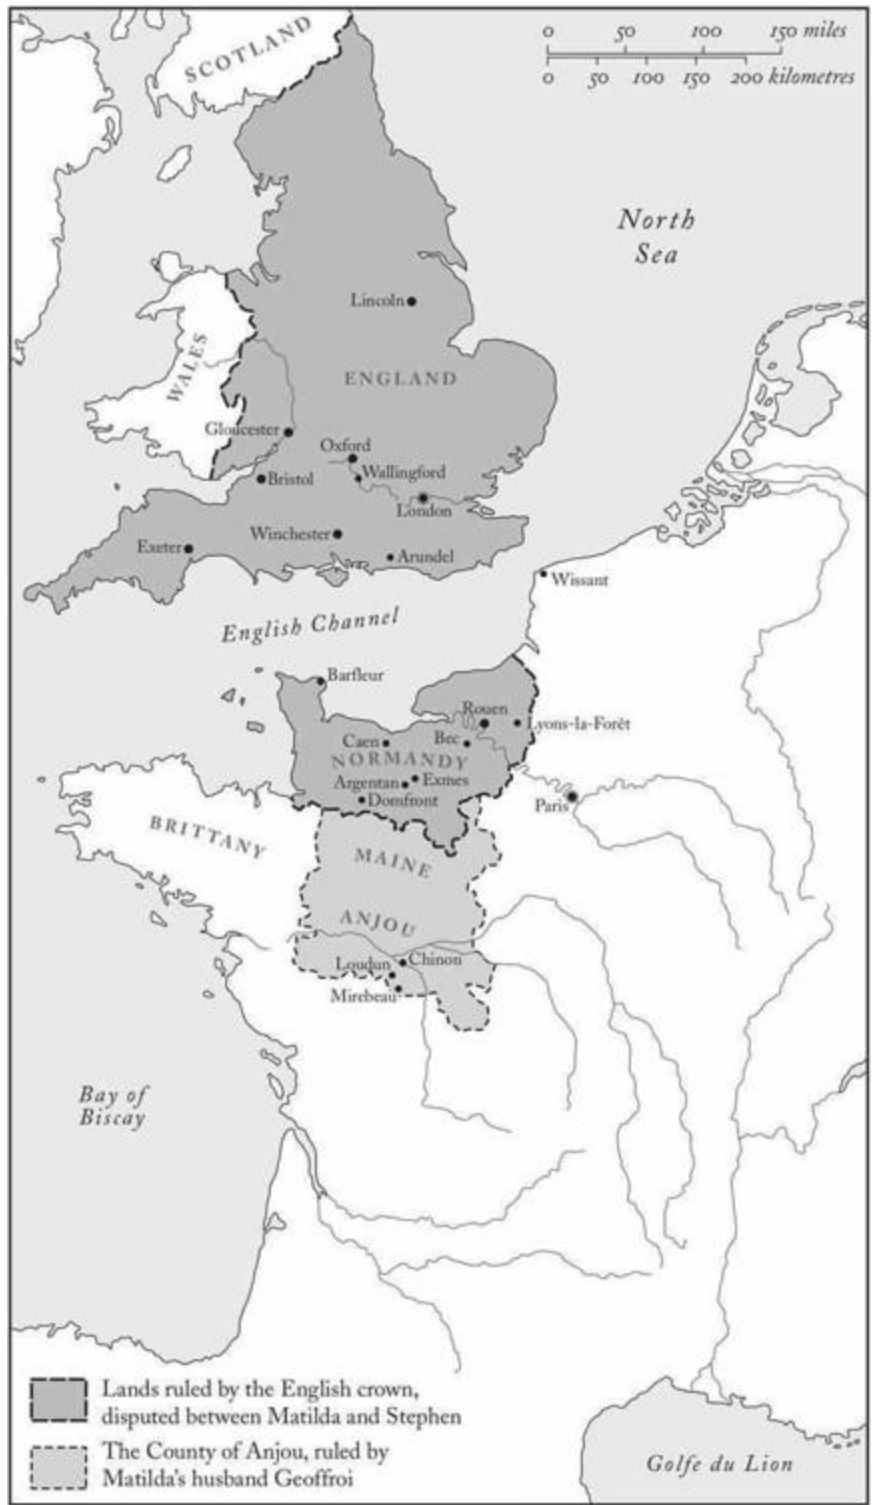 SCOTLAND
0 50 100 150 miles
0 50 100 150 200 kilometres
North
Sea
Lincoln
WALES
ENGLAND
Gloucester
Oxford
Wallingford
Bristol
London
Winchester
Exeter
Arundel
Wissant
English Channel
Barfleur
Rouen
Lyons-la-Forêt
Caen
Bec
NORMANDY
Argentan
Exmes
Domfront
Paris
BRITTANY
MAINE
ANJOU
Chinon
Loudun
Mirebeau
Bay of
Biscay
Lands ruled by the English crown,
disputed between Matilda and Stephen
The County of Anjou, ruled by
Matilda's husband Geoffroi
Golfe du Lion